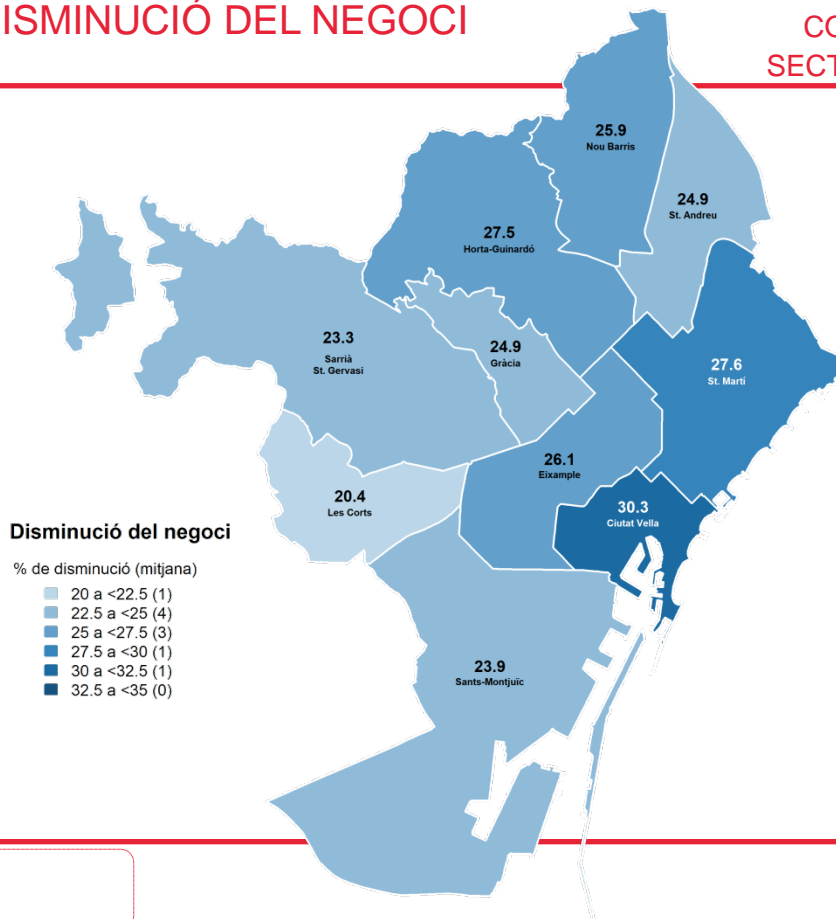 ISMINUCIÓ DEL NEGOCI
CO
SECT
25.9
Nou Barris
24.9
St. Andreu
27.5
Horta-Guinardó
23.3
Sarrià
St. Gervasi
24.9
Gràcia
27.6
St. Martí
26.1
Eixample
20.4
Les Corts
30.3
Ciutat Vella
Disminució del negoci
% de disminució (mitjana)
20 a <22.5 (1)
22.5 a <25 (4)
25 a <27.5 (3)
27.5 a <30 (1)
30 a <32.5 (1)
32.5 a <35 (0)
23.9
Sants-Montjuïc